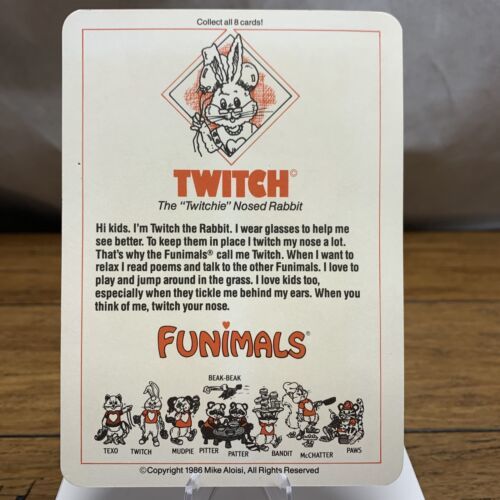 Collect all 8 cards!
TWITCH©
The "Twitchie" Nosed Rabbit
Hi kids. I'm Twitch the Rabbit. I wear glasses to help me
see better. To keep them in place I twitch my nose a lot.
That's why the Funimals® call me Twitch. When I want to
relax I read poems and talk to the other Funimals. I love to
play and jump around in the grass. I love kids too,
especially when they tickle me behind my ears. When you
think of me, twitch your nose.
FUNIMALS®
BEAK-BEAK
TEXO TWITCH MUDPIE PITTER PATTER BANDIT McCHATTER PAWS
©Copyright 1986 Mike Aloisi, All Rights Reserved